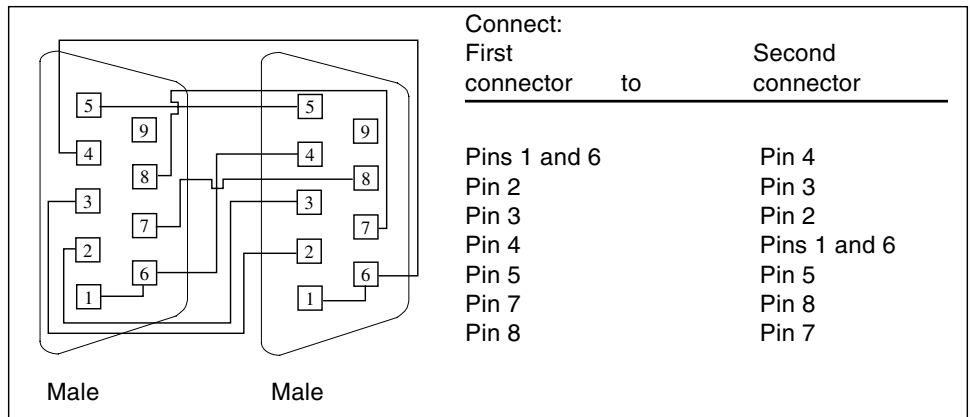 5
9
4
8
3
7
2
6
1
Male
5
9
4
8
3
7
2
6
1
Male
Connect:
First Second
connector to connector
Pins 1 and 6 Pin 4
Pin 2 Pin 3
Pin 3 Pin 2
Pin 4 Pins 1 and 6
Pin 5 Pin 5
Pin 7 Pin 8
Pin 8 Pin 7